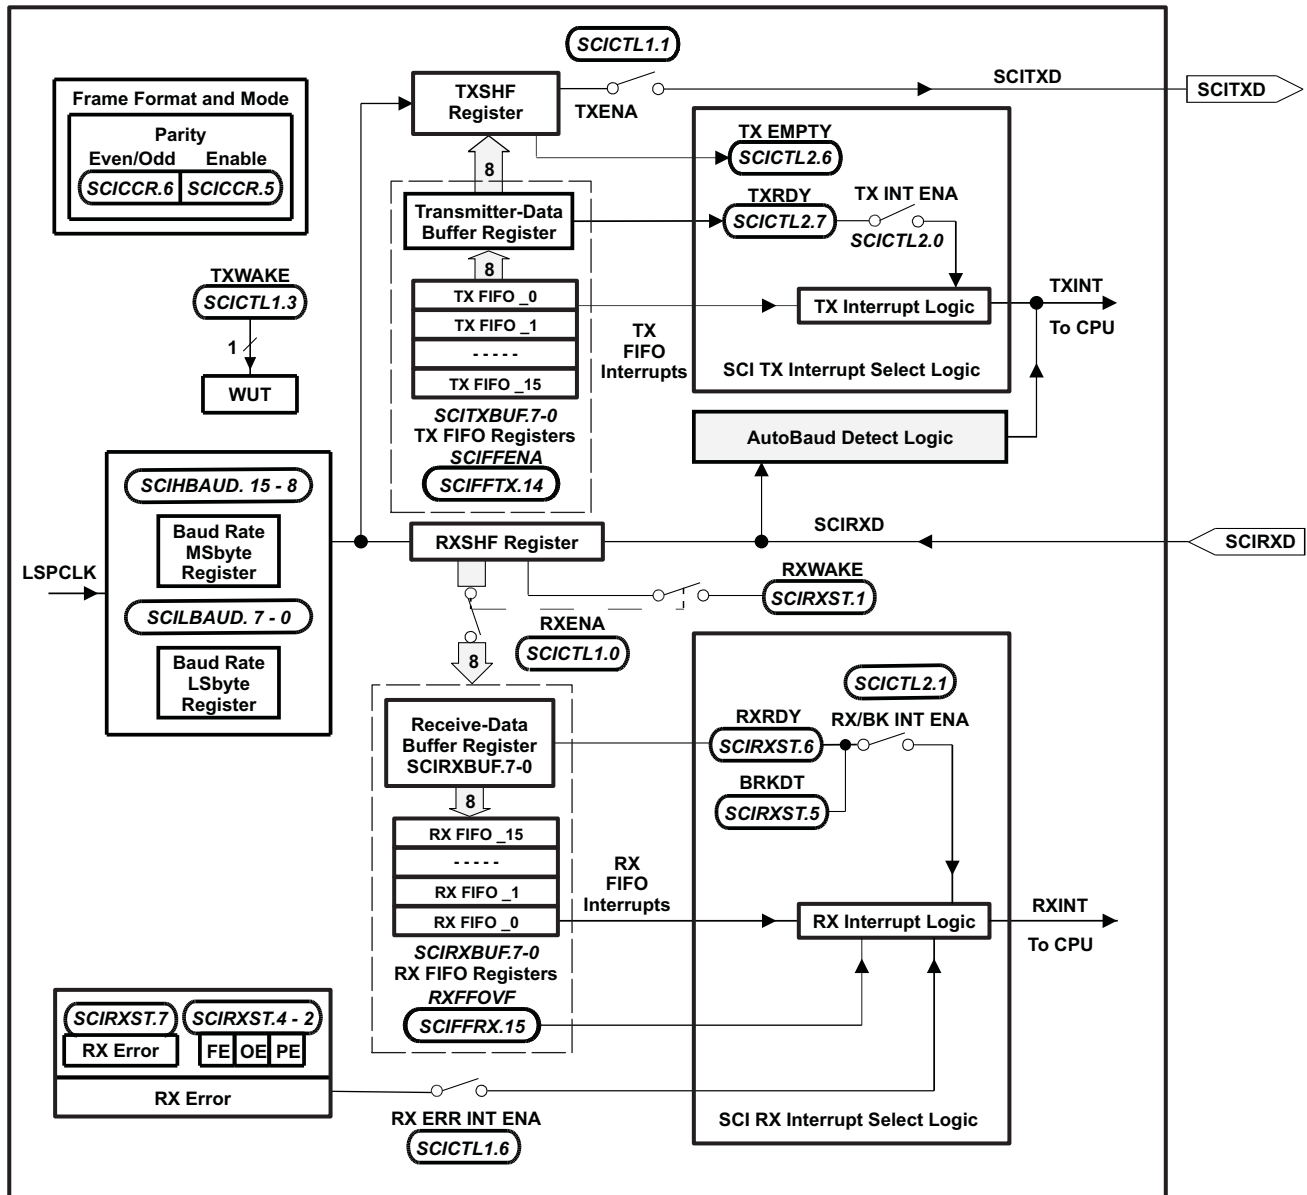 SCICTL1.1
TXSHF
Register
TXENA
SCITXD
SCITXD
Frame Format and Mode
Parity
Even/Odd Enable
SCICCR.6 SCICCR.5
8
TX EMPTY
SCICTL2.6
Transmitter-Data
Buffer Register
TXRDY
SCICTL2.7
TX INT ENA
SCICTL2.0
8
TXWAKE
SCICTL1.3
1
WUT
TX FIFO _0
TX FIFO _1
- - - - -
TX FIFO _15
TX
FIFO
Interrupts
TX Interrupt Logic
TXINT
To CPU
SCI TX Interrupt Select Logic
SCITXBUF.7-0
TX FIFO Registers
SCIFFENA
SCIFFTX.14
AutoBaud Detect Logic
LSPCLK
SCIHBAUD. 15 - 8
Baud Rate
MSbyte
Register
SCILBAUD. 7 - 0
Baud Rate
LSbyte
Register
RXSHF Register
SCIRXD
SCIRXD
RXWAKE
SCIRXST.1
RXENA
SCICTL1.0
8
SCICTL2.1
RX/BK INT ENA
RXRDY
SCIRXST.6
BRKDT
SCIRXST.5
Receive-Data
Buffer Register
SCIRXBUF.7-0
8
RX FIFO _15
- - - - -
RX FIFO _1
RX FIFO _0
RX
FIFO
Interrupts
RX Interrupt Logic
RXINT
To CPU
SCIRXBUF.7-0
RX FIFO Registers
RXFFOVF
SCIFFRX.15
SCIRXST.7 SCIRXST.4 - 2
RX Error FE OE PE
RX Error
RX ERR INT ENA
SCICTL1.6
SCI RX Interrupt Select Logic